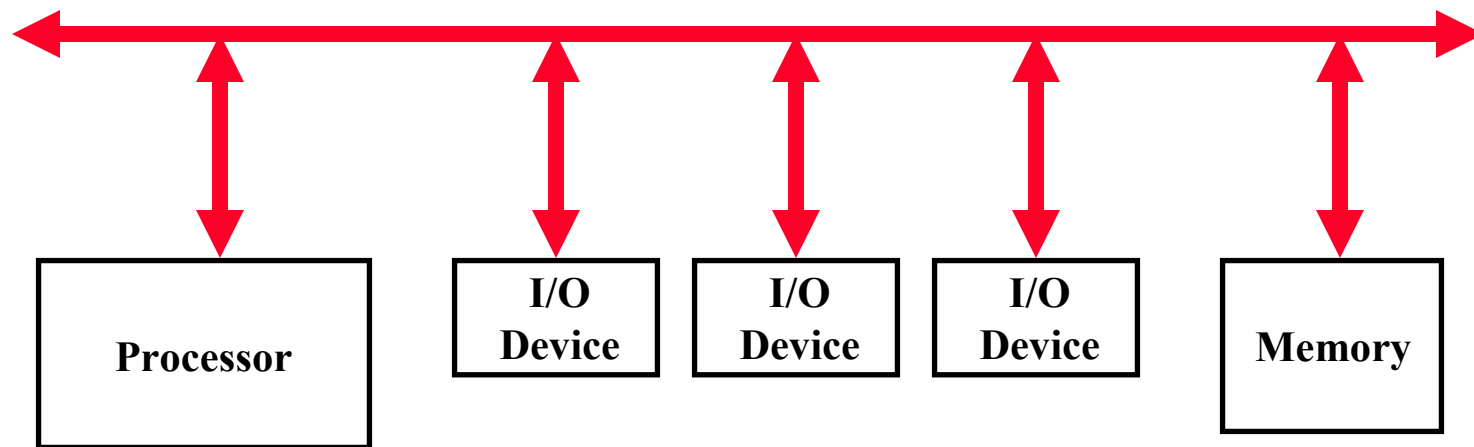 Processor
I/O
Device
I/O
Device
I/O
Device
Memory